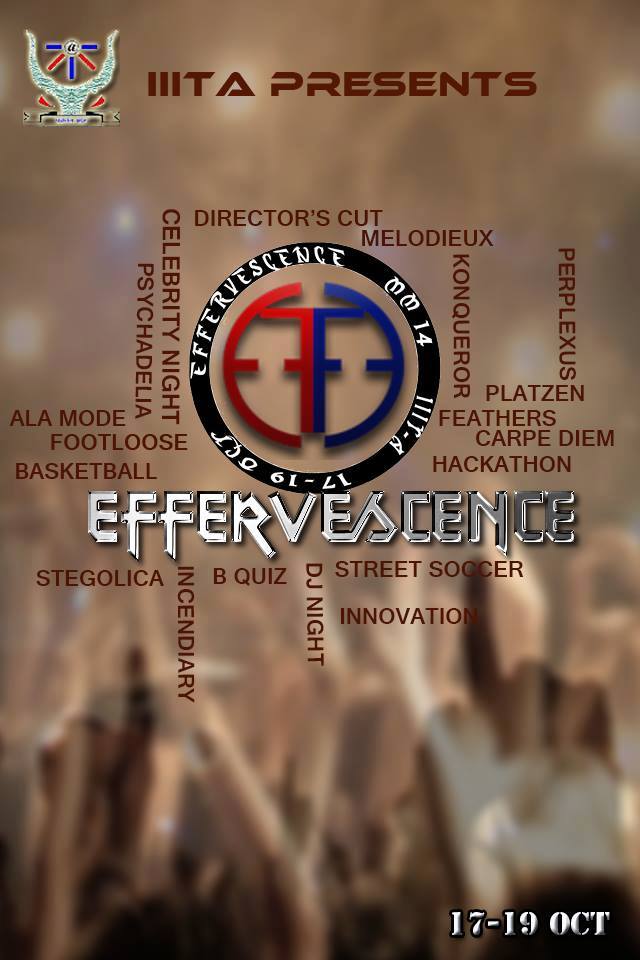 IIITA PRESENTS
DIRECTOR'S CUT
MELODIEUX
CELEBRITY NIGHT
PSYCHADELIA
KONQUEROR
PERPLEXUS
EFFERVESCENCE MM14 IIIT-A 17-19 OCT
PLATZEN
ALA MODE
FEATHERS
FOOTLOOSE
CARPE DIEM
BASKETBALL
HACKATHON
EFFERVESCENCE
STEGOLICA
INCENDIARY
B QUIZ
DJ NIGHT
STREET SOCCER
INNOVATION
17-19 OCT